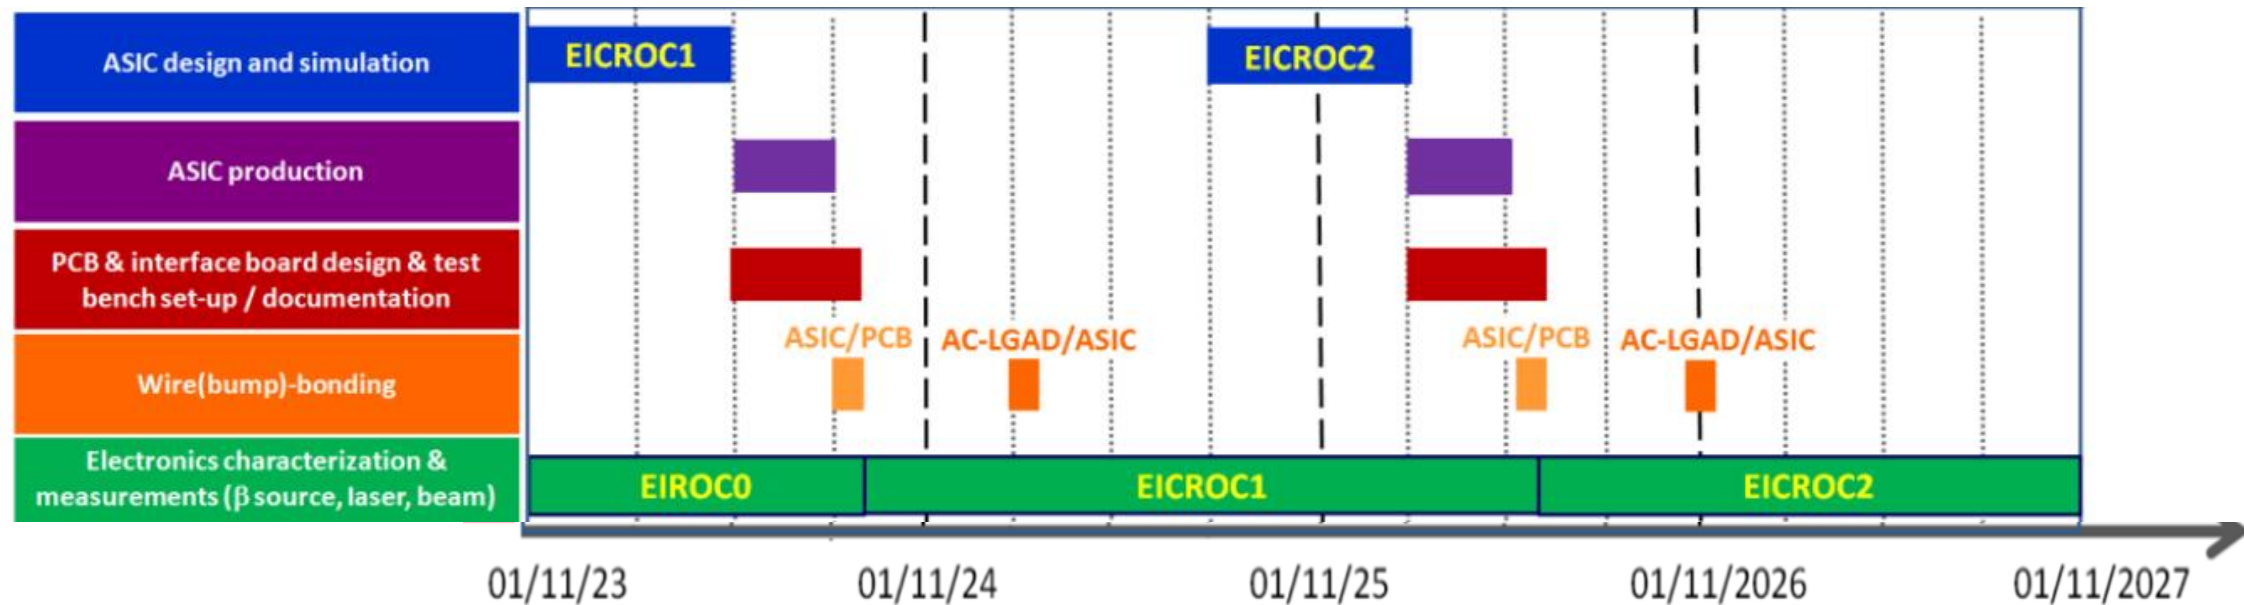 ASIC design and simulation
EICROC1
EICROC2
ASIC production
PCB & interface board design & test
bench set-up / documentation
ASIC/PCB
AC-LGAD/ASIC
ASIC/PCB
AC-LGAD/ASIC
Wire(bump)-bonding
Electronics characterization &
measurements (β source, laser, beam)
EIROC0
EICROC1
EICROC2
01/11/23
01/11/24
01/11/25
01/11/2026
01/11/2027